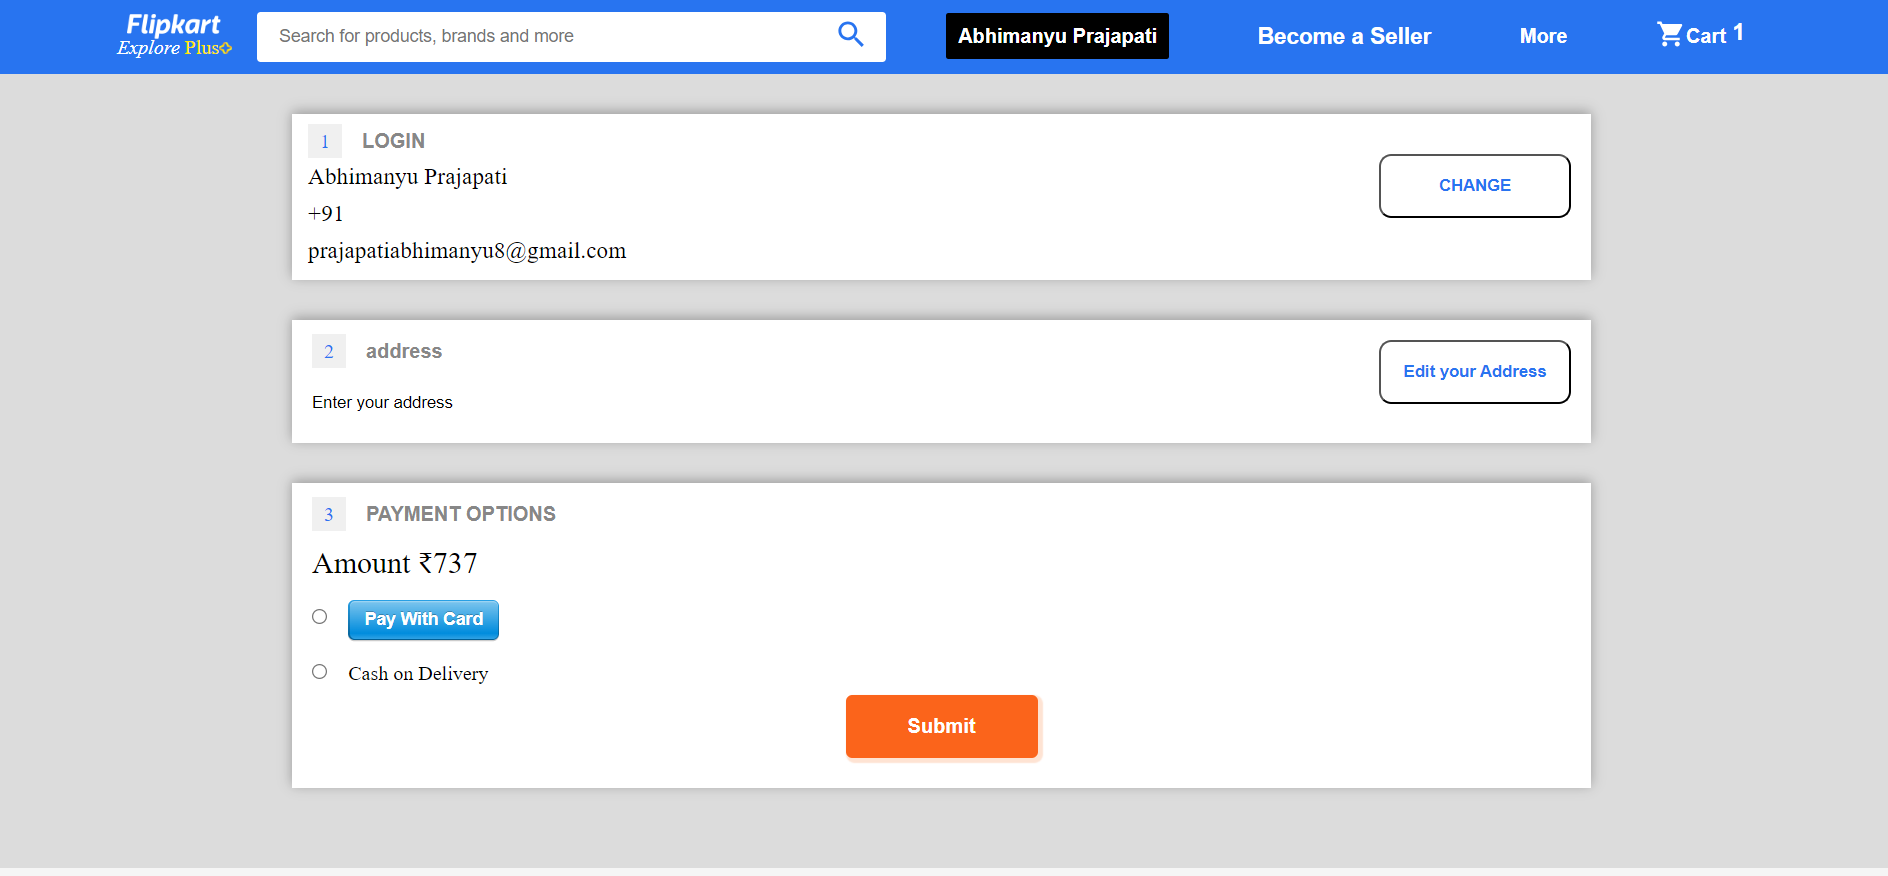 Flipkart
Explore Plus
Search for products, brands and more
Abhimanyu Prajapati
Become a Seller
More
Cart 1
1 LOGIN
Abhimanyu Prajapati
+91
prajapatiabhimanyu8@gmail.com
CHANGE
2 address
Enter your address
Edit your Address
3 PAYMENT OPTIONS
Amount ₹737
Pay With Card
Cash on Delivery
Submit